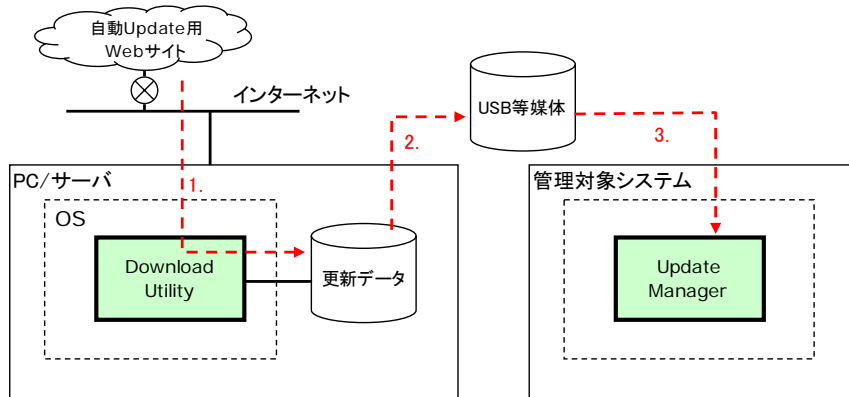 自動Update用
Webサイト
インターネット
USB等媒体
2.
3.
PC/サーバ
1.
管理対象システム
OS
Download
Utility
更新データ
Update
Manager